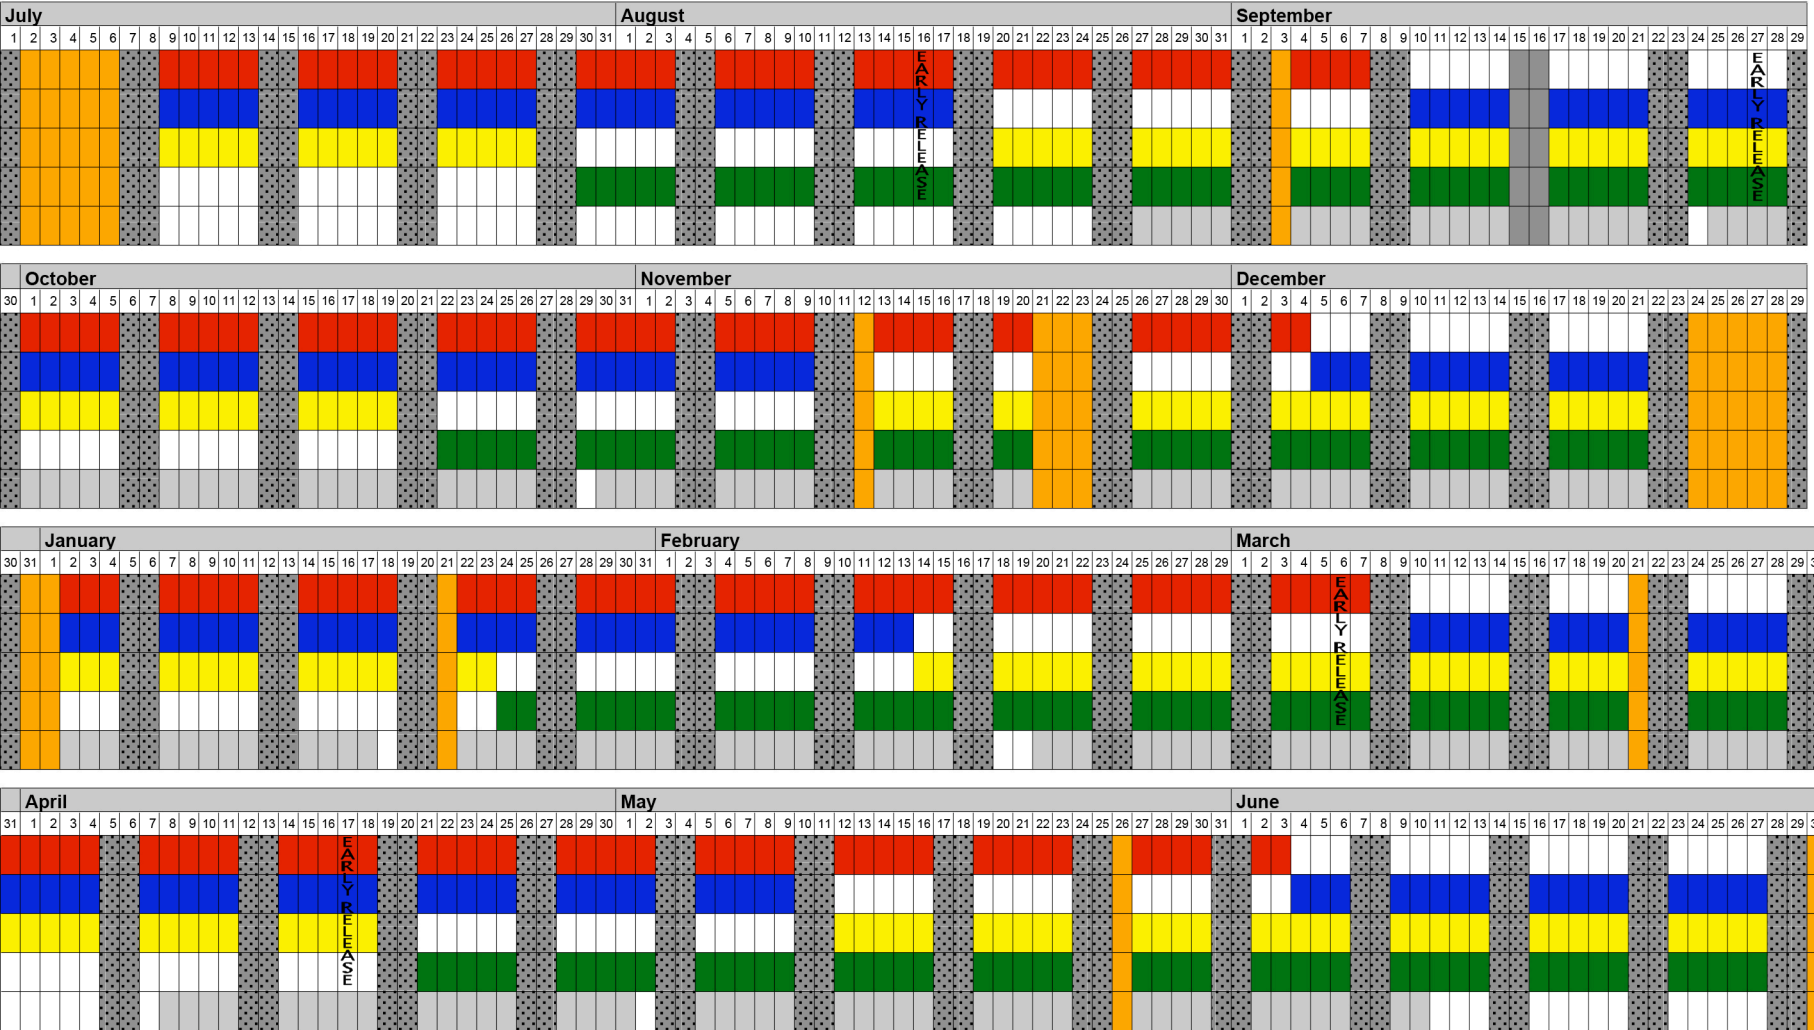 July August September
1 2 3 4 5 6 7 8 9 10 11 12 13 14 15 16 17 18 19 20 21 22 23 24 25 26 27 28 29 30 31 1 2 3 4 5 6 7 8 9 10 11 12 13 14 15 16 17 18 19 20 21 22 23 24 25 26 27 28 29 30 31 1 2 3 4 5 6 7 8 9 10 11 12 13 14 15 16 17 18 19 20 21 22 23 24 25 26 27 28 29
EARLY RELEASE EARLY RELEASE
October November December
30 1 2 3 4 5 6 7 8 9 10 11 12 13 14 15 16 17 18 19 20 21 22 23 24 25 26 27 28 29 30 31 1 2 3 4 5 6 7 8 9 10 11 12 13 14 15 16 17 18 19 20 21 22 23 24 25 26 27 28 29 30 1 2 3 4 5 6 7 8 9 10 11 12 13 14 15 16 17 18 19 20 21 22 23 24 25 26 27 28 29
January February March
30 31 1 2 3 4 5 6 7 8 9 10 11 12 13 14 15 16 17 18 19 20 21 22 23 24 25 26 27 28 29 30 31 1 2 3 4 5 6 7 8 9 10 11 12 13 14 15 16 17 18 19 20 21 22 23 24 25 26 27 28 29 1 2 3 4 5 6 7 8 9 10 11 12 13 14 15 16 17 18 19 20 21 22 23 24 25 26 27 28 29
EARLY RELEASE
April May June
31 1 2 3 4 5 6 7 8 9 10 11 12 13 14 15 16 17 18 19 20 21 22 23 24 25 26 27 28 29 30 1 2 3 4 5 6 7 8 9 10 11 12 13 14 15 16 17 18 19 20 21 22 23 24 25 26 27 28 29 30 31 1 2 3 4 5 6 7 8 9 10 11 12 13 14 15 16 17 18 19 20 21 22 23 24 25 26 27 28 29
EARLY RELEASE